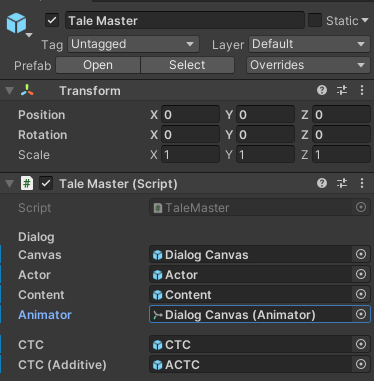 Tale Master Static
Tag Untagged Layer Default
Prefab Open Select Overrides
Transform
Position X 0 Y 0 Z 0
Rotation X 0 Y 0 Z 0
Scale X 1 Y 1 Z 1
# Tale Master (Script)
Script # TaleMaster
Dialog
Canvas Dialog Canvas
Actor Actor
Content Content
Animator Dialog Canvas (Animator)
CTC CTC
CTC (Additive) ACTC